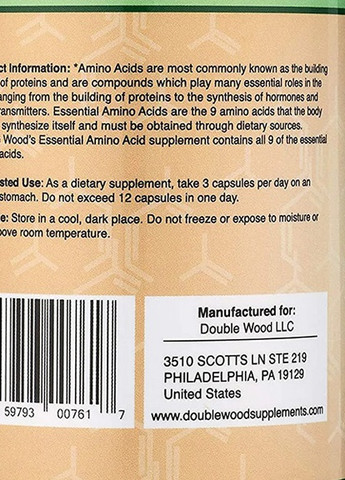 ct Information: *Amino Acids are most commonly known as the building
of proteins and are compounds which play many essential roles in the
anging from the building of proteins to the synthesis of hormones and
transmitters. Essential Amino Acids are the 9 amino acids that the body
synthesize itself and must be obtained through dietary sources.
Wood's Essential Amino Acid supplement contains all 9 of the essential
acids.
sted Use: As a dietary supplement, take 3 capsules per day on an
stomach. Do not exceed 12 capsules in one day.
e: Store in a cool, dark place. Do not freeze or expose to moisture or
bove room temperature.
Manufactured for:
Double Wood LLC
3510 SCOTTS LN STE 219
PHILADELPHIA, PA 19129
United States
www.doublewoodsupplements.com
59793 00761 7